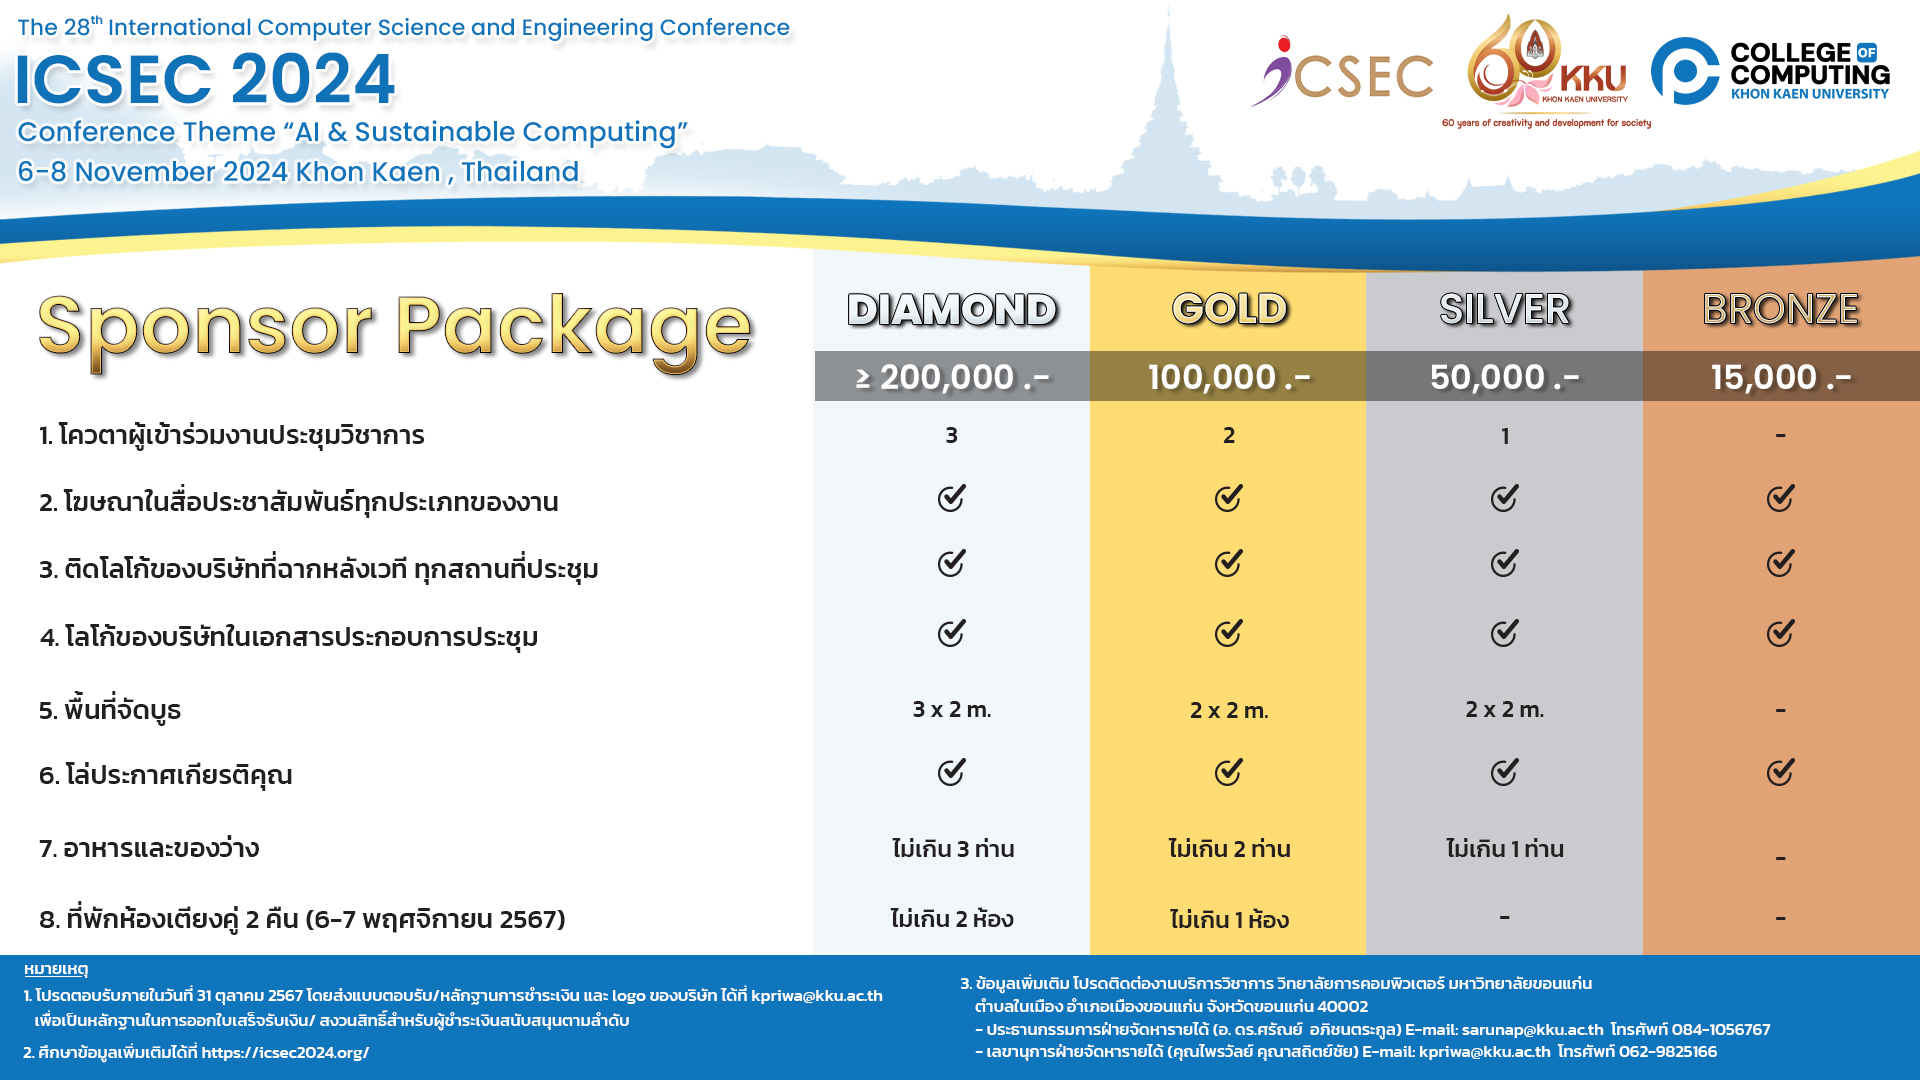 The 28th International Computer Science and Engineering Conference
ICSEC 2024
Conference Theme “AI & Sustainable Computing”
6-8 November 2024 Khon Kaen , Thailand
ICSEC
60 KKU
KHON KAEN UNIVERSITY
60 years of creativity and development for society
COLLEGE OF
COMPUTING
KHON KAEN UNIVERSITY
Sponsor Package
DIAMOND GOLD SILVER BRONZE
≥ 200,000 .- 100,000 .- 50,000 .- 15,000 .-
1. โควตาผู้เข้าร่วมงานประชุมวิชาการ 3 2 1 -
2. โฆษณาในสื่อประชาสัมพันธ์ทุกประเภทของงาน
3. ติดโลโก้ของบริษัทที่ฉากหลังเวที ทุกสถานที่ประชุม
4. โลโก้ของบริษัทในเอกสารประกอบการประชุม
5. พื้นที่จัดบูธ 3 x 2 m. 2 x 2 m. 2 x 2 m. -
6. โล่ประกาศเกียรติคุณ
7. อาหารและของว่าง ไม่เกิน 3 ท่าน ไม่เกิน 2 ท่าน ไม่เกิน 1 ท่าน -
8. ที่พักห้องเตียงคู่ 2 คืน (6-7 พฤศจิกายน 2567) ไม่เกิน 2 ห้อง ไม่เกิน 1 ห้อง - -
หมายเหตุ
1. โปรดตอบรับภายในวันที่ 31 ตุลาคม 2567 โดยส่งแบบตอบรับ/หลักฐานการชำระเงิน และ logo ของบริษัท ได้ที่ kpriwa@kku.ac.th
เพื่อเป็นหลักฐานในการออกใบเสร็จรับเงิน/ สงวนสิทธิ์สำหรับผู้ชำระเงินสนับสนุนตามลำดับ
2. ศึกษาข้อมูลเพิ่มเติมได้ที่ https://icsec2024.org/
3. ข้อมูลเพิ่มเติม โปรดติดต่องานบริการวิชาการ วิทยาลัยการคอมพิวเตอร์ มหาวิทยาลัยขอนแก่น
ตำบลในเมือง อำเภอเมืองขอนแก่น จังหวัดขอนแก่น 40002
- ประธานกรรมการฝ่ายจัดหารายได้ (อ. ดร.ศรัณย์ อภิชนตระกูล) E-mail: sarunap@kku.ac.th โทรศัพท์ 084-1056767
- เลขานุการฝ่ายจัดหารายได้ (คุณไพรวัลย์ คุณาสถิตย์ชัย) E-mail: kpriwa@kku.ac.th โทรศัพท์ 062-9825166